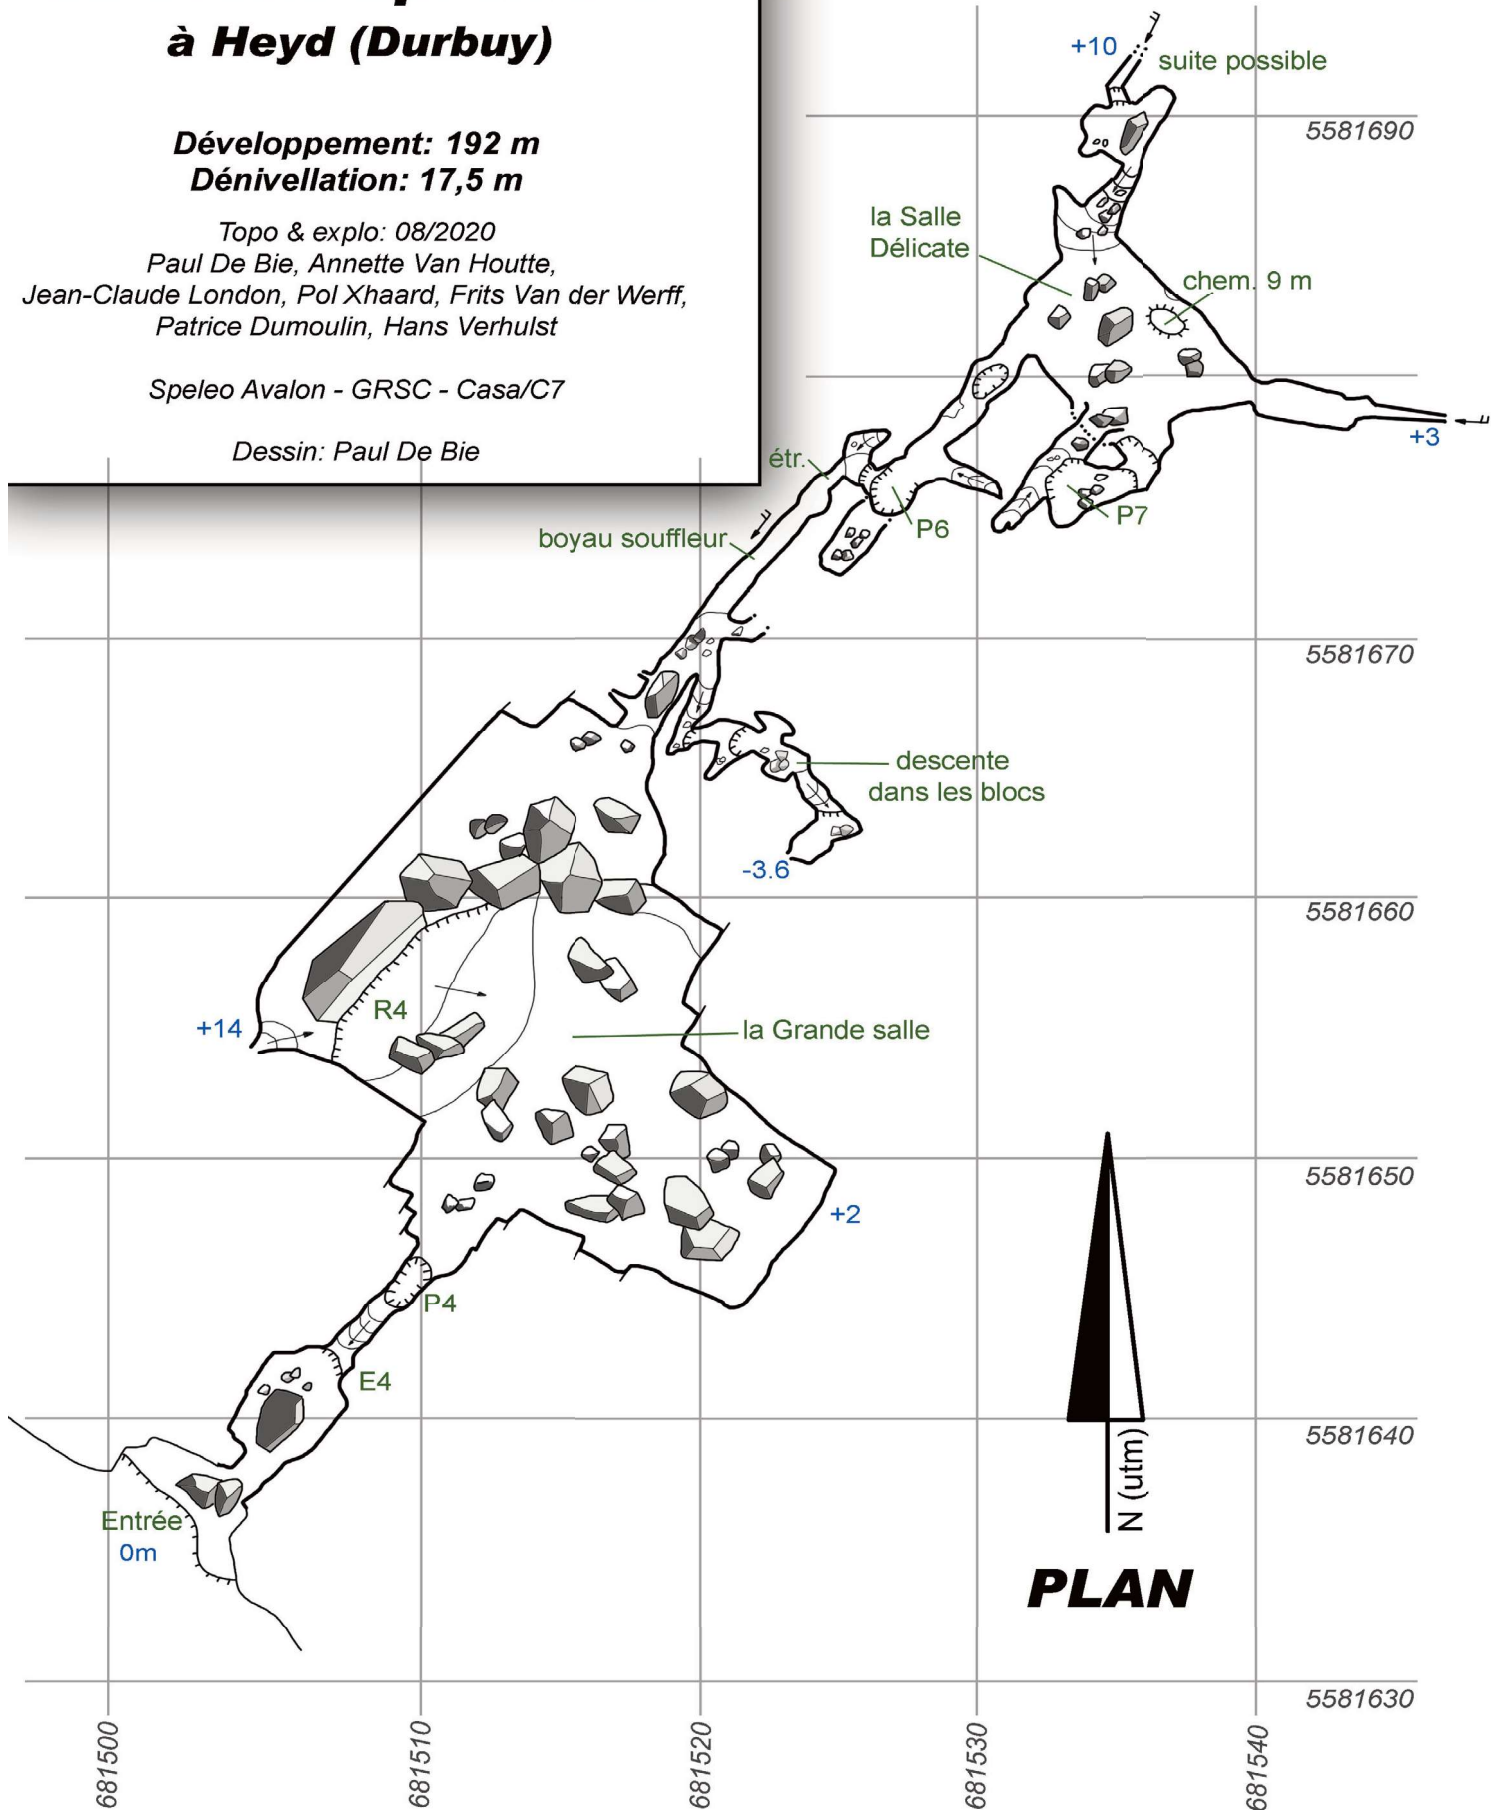 à Heyd (Durbuy)
Développement: 192 m
Dénivellation: 17,5 m
Topo & explo: 08/2020
Paul De Bie, Annette Van Houtte,
Jean-Claude London, Pol Xhaard, Frits Van der Werff,
Patrice Dumoulin, Hans Verhulst
Speleo Avalon - GRSC - Casa/C7
Dessin: Paul De Bie
+10
suite possible
5581690
la Salle
Délicate
chem. 9 m
+3
étr.
P6
P7
boyau souffleur
5581670
descente
dans les blocs
-3.6
5581660
R4
+14
la Grande salle
5581650
+2
P4
E4
5581640
Entrée
0m
N (utm)
PLAN
5581630
681500
681510
681520
681530
681540